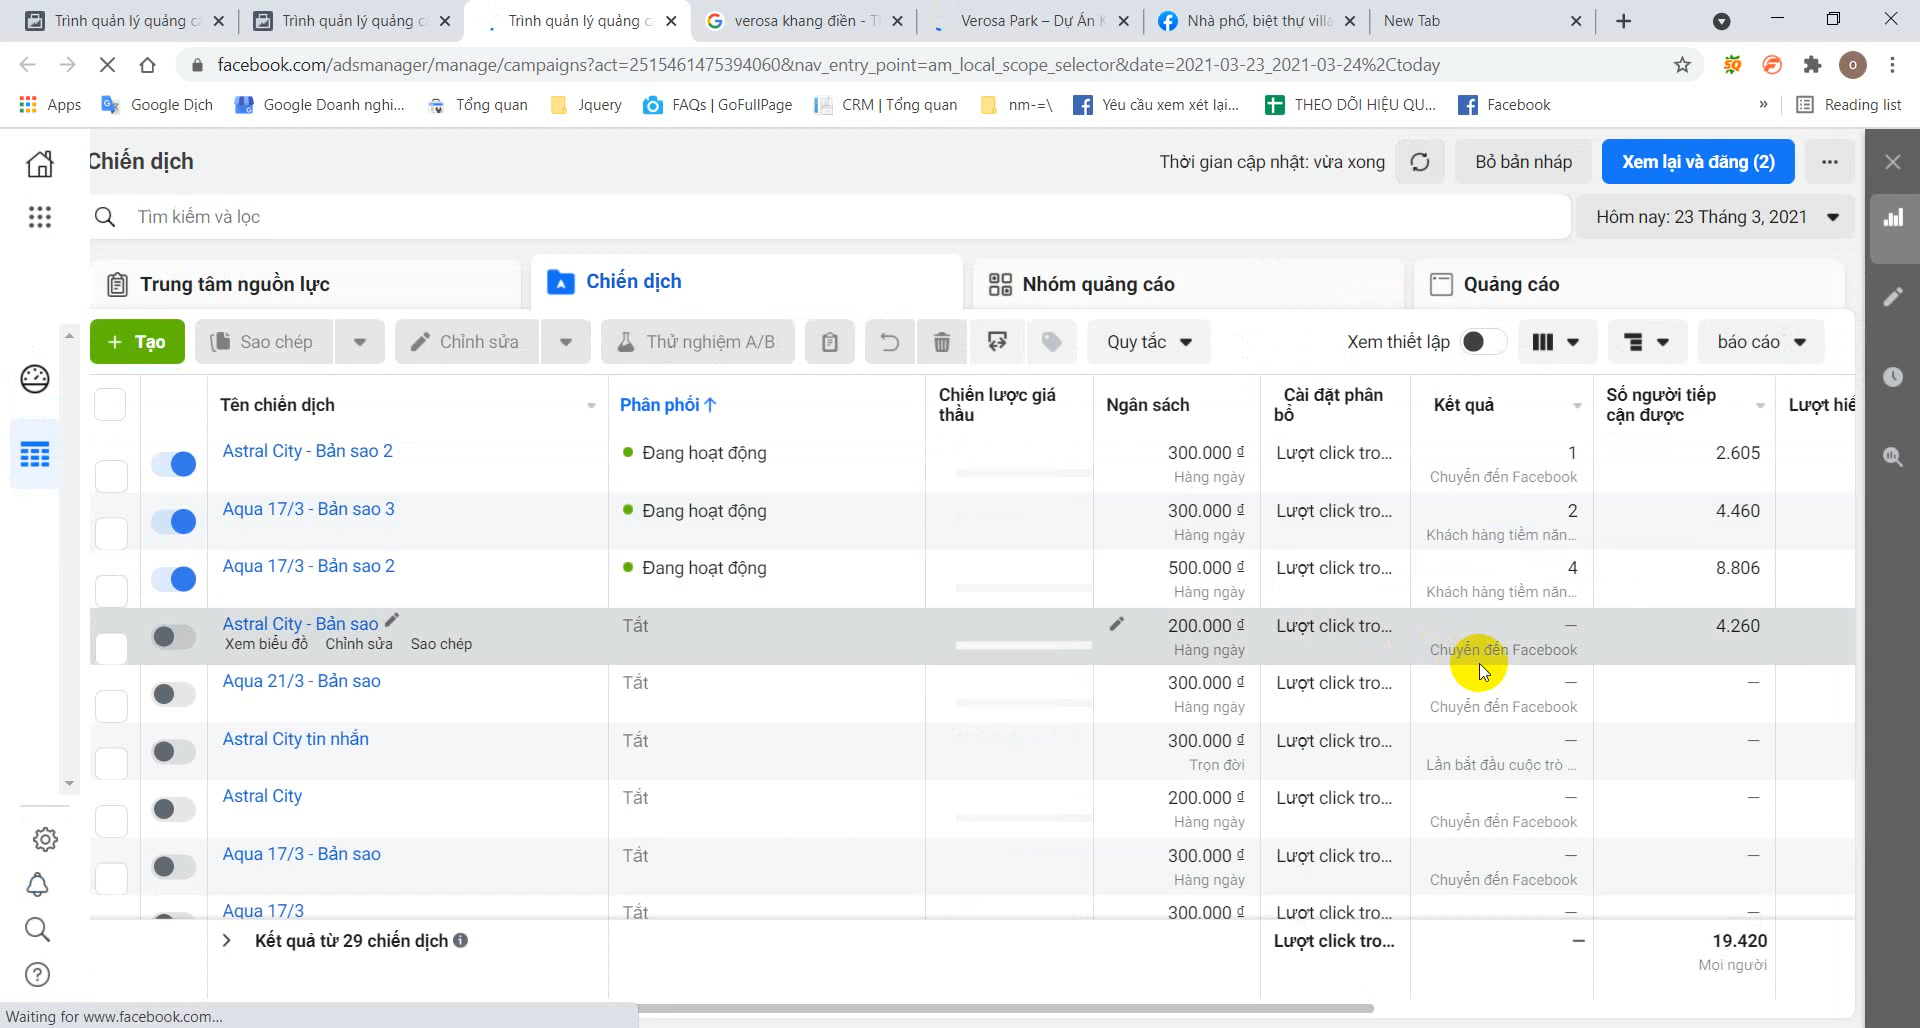 Trình quản lý quảng cá
Trình quản lý quảng c
Trình quản lý quảng c
verosa khang điền - T
Verosa Park – Dự Án K
Nhà phố, biệt thự villa
New Tab
facebook.com/adsmanager/manage/campaigns?act=2515461475394060&nav_entry_point=am_local_scope_selector&date=2021-03-23_2021-03-24%2Ctoday
Apps
Google Dịch
Google Doanh nghi...
Tổng quan
Jquery
FAQs | GoFullPage
CRM | Tổng quan
nm-=\
Yêu cầu xem xét lại...
THEO DÕI HIỆU QU...
Facebook
»
Reading list
Chiến dịch
Thời gian cập nhật: vừa xong
Bỏ bản nháp
Xem lại và đăng (2)
Tìm kiếm và lọc
Hôm nay: 23 Tháng 3, 2021
Trung tâm nguồn lực
Chiến dịch
Nhóm quảng cáo
Quảng cáo
+ Tạo
Sao chép
Chỉnh sửa
Thử nghiệm A/B
Quy tắc
Xem thiết lập
báo cáo
Tên chiến dịch
Phân phối ↑
Chiến lược giá thầu
Ngân sách
Cài đặt phân bổ
Kết quả
Số người tiếp cận được
Lượt hiể
Astral City - Bản sao 2
Đang hoạt động
300.000 ₫
Hàng ngày
Lượt click tro...
1
Chuyển đến Facebook
2.605
Aqua 17/3 - Bản sao 3
Đang hoạt động
300.000 ₫
Hàng ngày
Lượt click tro...
2
Khách hàng tiềm năn...
4.460
Aqua 17/3 - Bản sao 2
Đang hoạt động
500.000 ₫
Hàng ngày
Lượt click tro...
4
Khách hàng tiềm năn...
8.806
Astral City - Bản sao
Xem biểu đồ Chỉnh sửa Sao chép
Tắt
200.000 ₫
Hàng ngày
Lượt click tro...
—
Chuyển đến Facebook
4.260
Aqua 21/3 - Bản sao
Tắt
300.000 ₫
Hàng ngày
Lượt click tro...
—
Chuyển đến Facebook
—
Astral City tin nhắn
Tắt
300.000 ₫
Trọn đời
Lượt click tro...
—
Lần bắt đầu cuộc trò ...
—
Astral City
Tắt
200.000 ₫
Hàng ngày
Lượt click tro...
—
Chuyển đến Facebook
—
Aqua 17/3 - Bản sao
Tắt
300.000 ₫
Hàng ngày
Lượt click tro...
—
Chuyển đến Facebook
—
Aqua 17/3
Tắt
300.000 ₫
Lượt click tro...
—
—
Kết quả từ 29 chiến dịch
Lượt click tro...
—
19.420
Mọi người
Waiting for www.facebook.com...